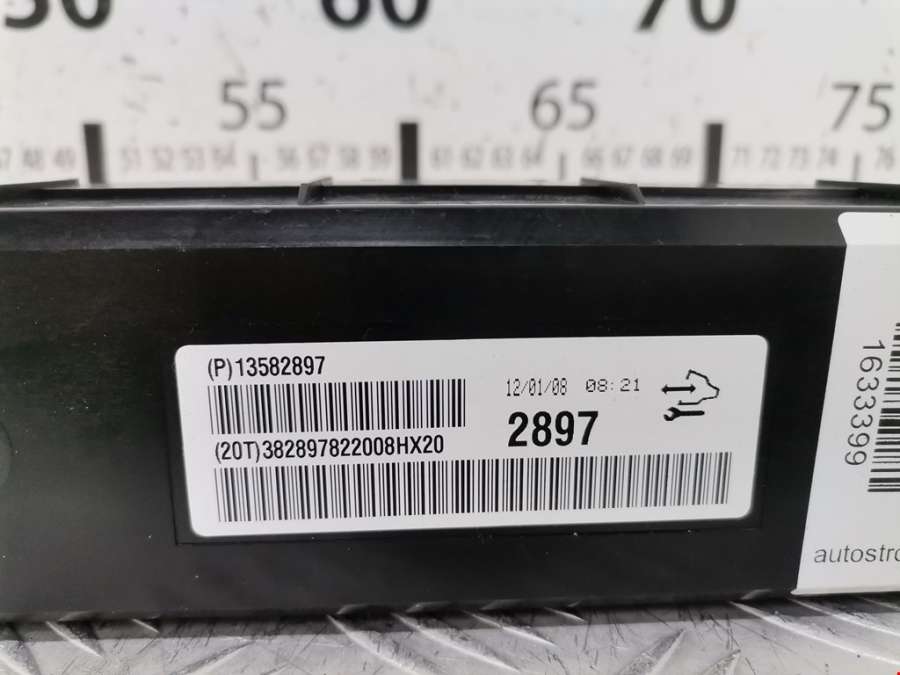 50 60 70
55 65 75
47 48 49 51 52 53 54 56 57 58 59 61 62 63 64 66 67 68 69 71 72 73 74 76
(P)13582897
12/01/08 08:21
2897
(20T)382897822008HX20
1633399
autostro